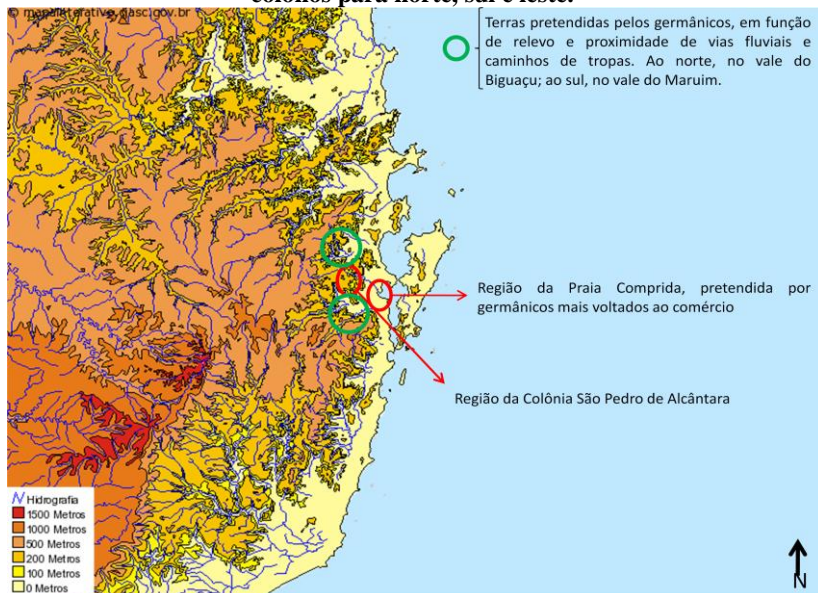 colonos para norte, sul e leste.
© mapainterativo.ciasc.gov.br
Terras pretendidas pelos germânicos, em função
de relevo e proximidade de vias fluviais e
caminhos de tropas. Ao norte, no vale do
Biguaçu; ao sul, no vale do Maruim.
Região da Praia Comprida, pretendida por
germânicos mais voltados ao comércio
Região da Colônia São Pedro de Alcântara
Hidrografia
1500 Metros
1000 Metros
500 Metros
200 Metros
100 Metros
0 Metros
N